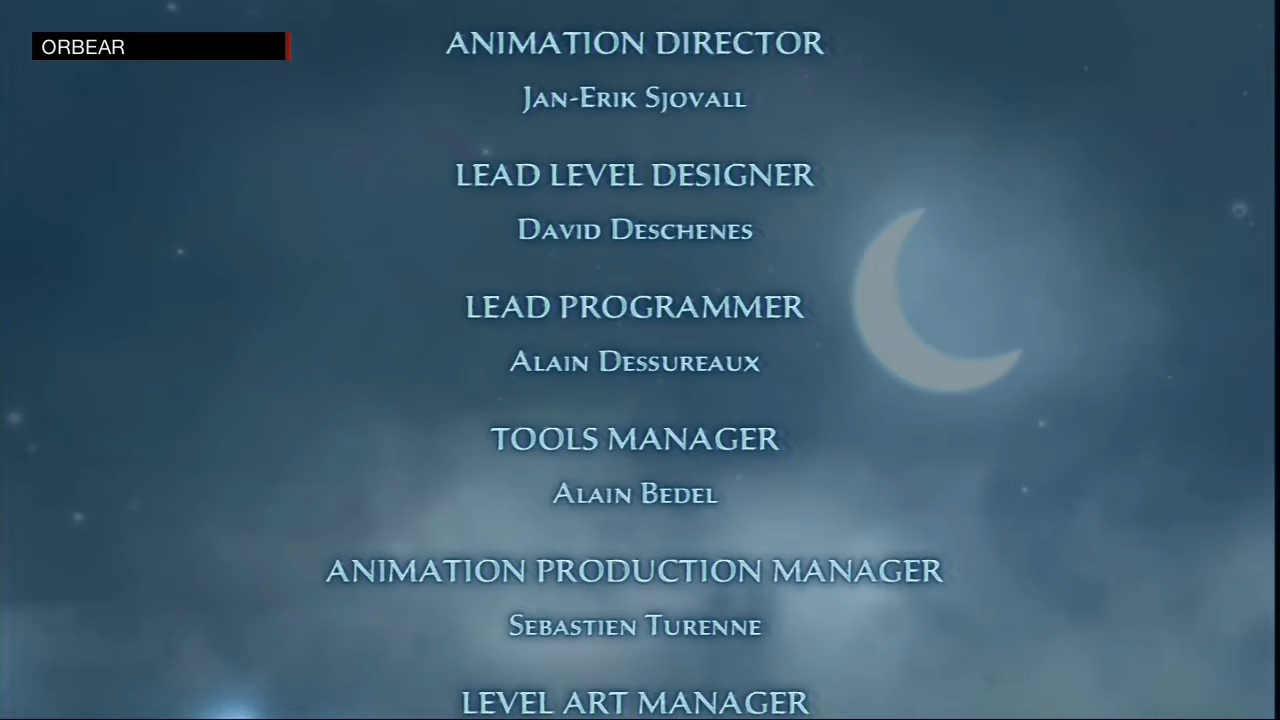 ORBEAR
ANIMATION DIRECTOR
JAN-ERIK SJOVALL
LEAD LEVEL DESIGNER
DAVID DESCHENES
LEAD PROGRAMMER
ALAIN DESSUREAUX
TOOLS MANAGER
ALAIN BEDEL
ANIMATION PRODUCTION MANAGER
SEBASTIEN TURENNE
LEVEL ART MANAGER